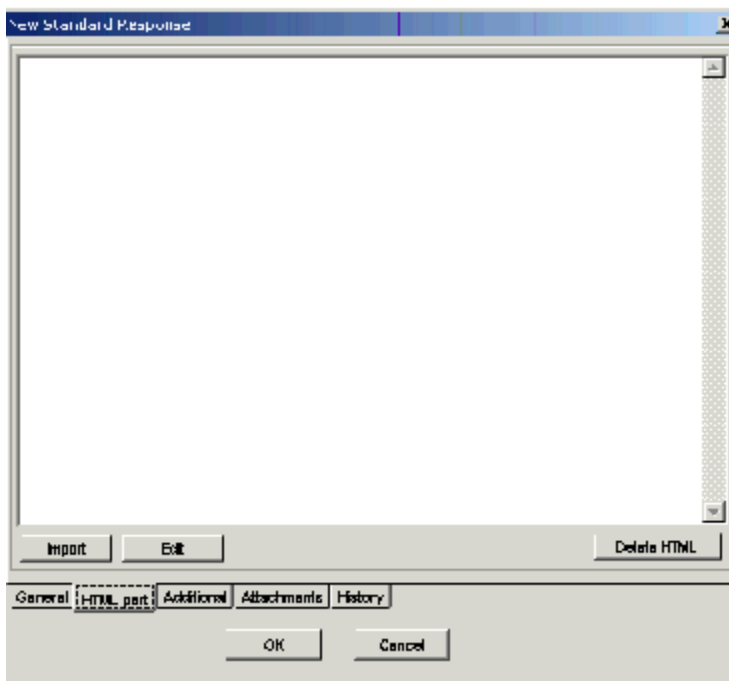 New Standard Response
Import Edit Delete HTML
General HTML part Additional Attachments History
OK Cancel